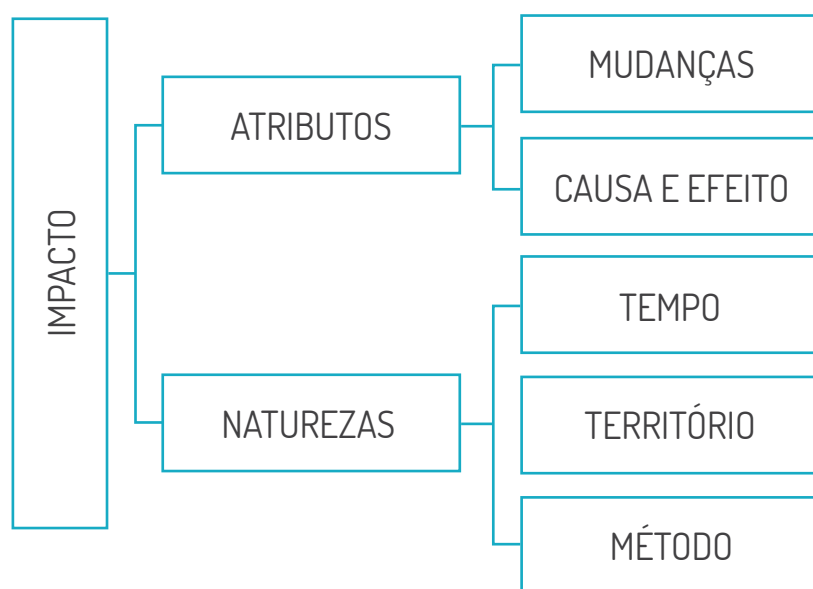 IMPACTO
ATRIBUTOS
MUDANÇAS
CAUSA E EFEITO
NATUREZAS
TEMPO
TERRITÓRIO
MÉTODO